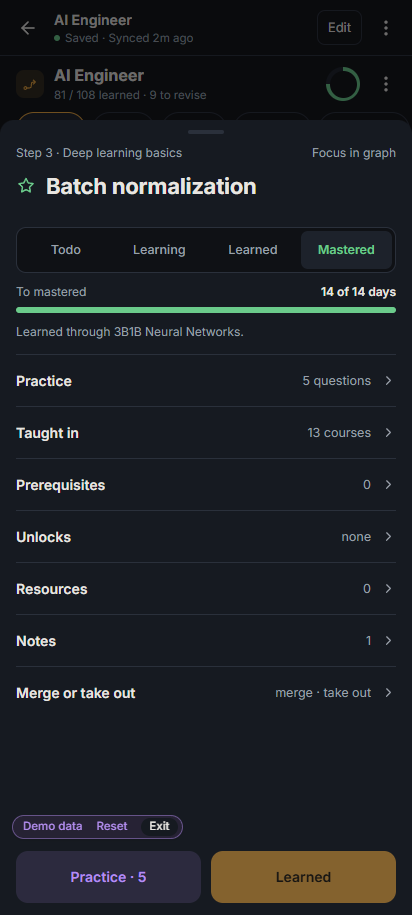 AI Engineer
Saved · Synced 2m ago
Edit
AI Engineer
81 / 108 learned · 9 to revise
Step 3 · Deep learning basics
Focus in graph
Batch normalization
Todo
Learning
Learned
Mastered
To mastered
14 of 14 days
Learned through 3B1B Neural Networks.
Practice
5 questions
Taught in
13 courses
Prerequisites
0
Unlocks
none
Resources
0
Notes
1
Merge or take out
merge · take out
Demo data
Reset
Exit
Practice · 5
Learned